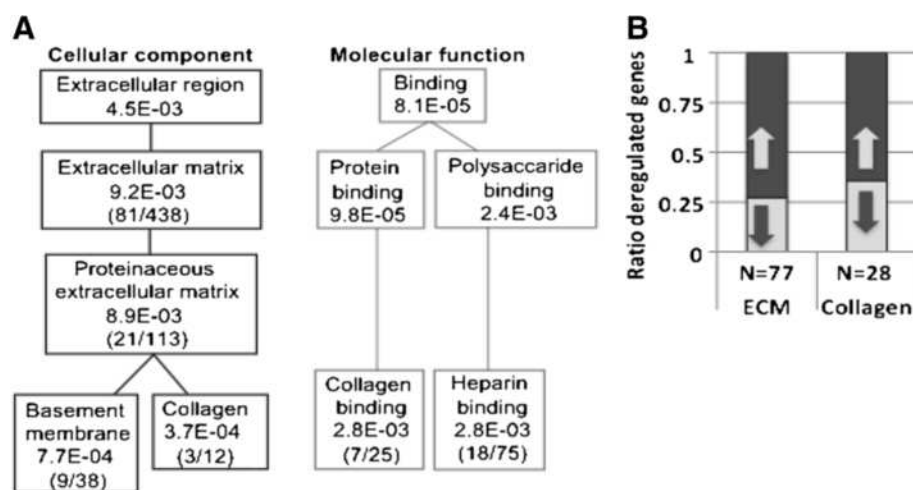 A
Cellular component
Extracellular region
4.5E-03
Extracellular matrix
9.2E-03
(81/438)
Proteinaceous
extracellular matrix
8.9E-03
(21/113)
Basement
membrane
7.7E-04
(9/38)
Collagen
3.7E-04
(3/12)
Molecular function
Binding
8.1E-05
Protein
binding
9.8E-05
Polysaccaride
binding
2.4E-03
Collagen
binding
2.8E-03
(7/25)
Heparin
binding
2.8E-03
(18/75)
B
Ratio deregulated genes
1
0.75
0.5
0.25
0
N=77
N=28
ECM
Collagen